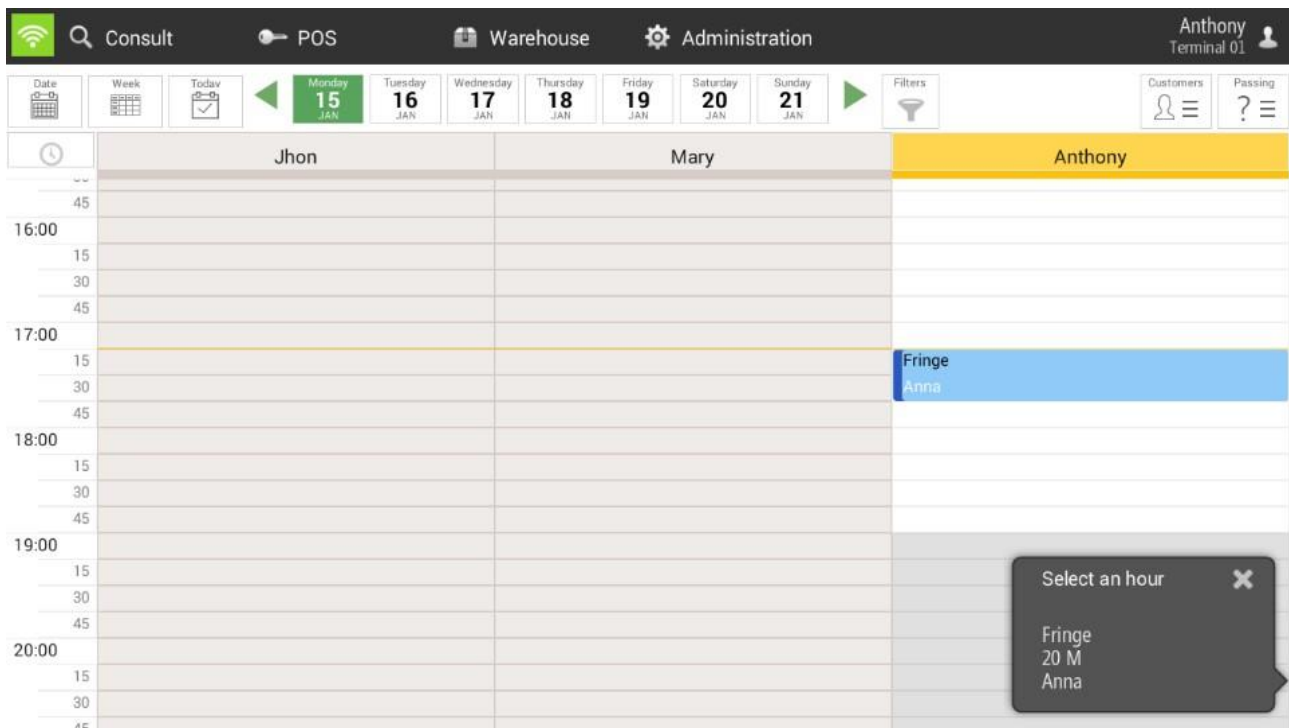 Consult
POS
Warehouse
Administration
Anthony
Terminal 01
Date
Week
Today
Monday
15
JAN
Tuesday
16
JAN
Wednesday
17
JAN
Thursday
18
JAN
Friday
19
JAN
Saturday
20
JAN
Sunday
21
JAN
Filters
Customers
Passing
?
Jhon
Mary
Anthony
45
16:00
15
30
45
17:00
15
Fringe
30
Anna
45
18:00
15
30
45
19:00
15
30
45
20:00
15
30
45
Select an hour
Fringe
20 M
Anna